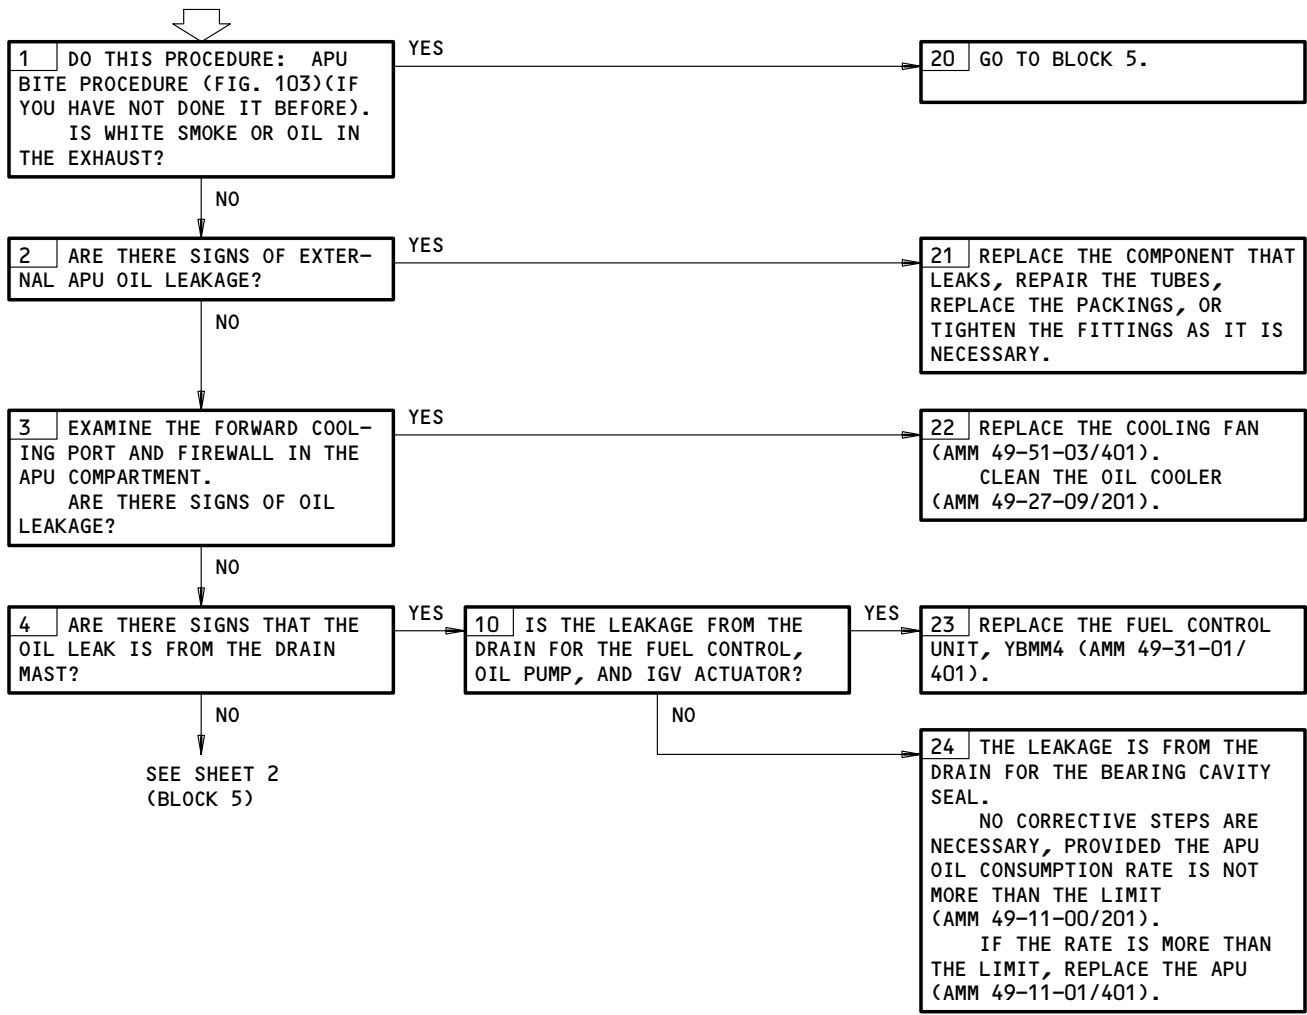 1 DO THIS PROCEDURE: APU
BITE PROCEDURE (FIG. 103)(IF
YOU HAVE NOT DONE IT BEFORE).
IS WHITE SMOKE OR OIL IN
THE EXHAUST?
YES
20 GO TO BLOCK 5.
NO
2 ARE THERE SIGNS OF EXTER-
NAL APU OIL LEAKAGE?
YES
21 REPLACE THE COMPONENT THAT
LEAKS, REPAIR THE TUBES,
REPLACE THE PACKINGS, OR
TIGHTEN THE FITTINGS AS IT IS
NECESSARY.
NO
3 EXAMINE THE FORWARD COOL-
ING PORT AND FIREWALL IN THE
APU COMPARTMENT.
ARE THERE SIGNS OF OIL
LEAKAGE?
YES
22 REPLACE THE COOLING FAN
(AMM 49-51-03/401).
CLEAN THE OIL COOLER
(AMM 49-27-09/201).
NO
4 ARE THERE SIGNS THAT THE
OIL LEAK IS FROM THE DRAIN
MAST?
YES
10 IS THE LEAKAGE FROM THE
DRAIN FOR THE FUEL CONTROL,
OIL PUMP, AND IGV ACTUATOR?
YES
23 REPLACE THE FUEL CONTROL
UNIT, YBMM4 (AMM 49-31-01/
401).
NO
SEE SHEET 2
(BLOCK 5)
NO
24 THE LEAKAGE IS FROM THE
DRAIN FOR THE BEARING CAVITY
SEAL.
NO CORRECTIVE STEPS ARE
NECESSARY, PROVIDED THE APU
OIL CONSUMPTION RATE IS NOT
MORE THAN THE LIMIT
(AMM 49-11-00/201).
IF THE RATE IS MORE THAN
THE LIMIT, REPLACE THE APU
(AMM 49-11-01/401).